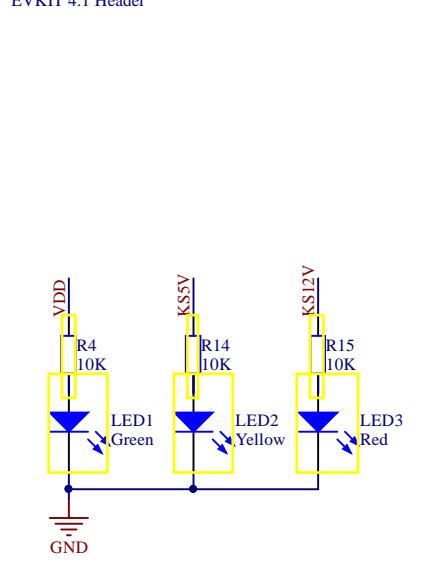 EVKIT 4.1 Header
VDD
KS5V
KS12V
R4
10K
R14
10K
R15
10K
LED1
Green
LED2
Yellow
LED3
Red
GND